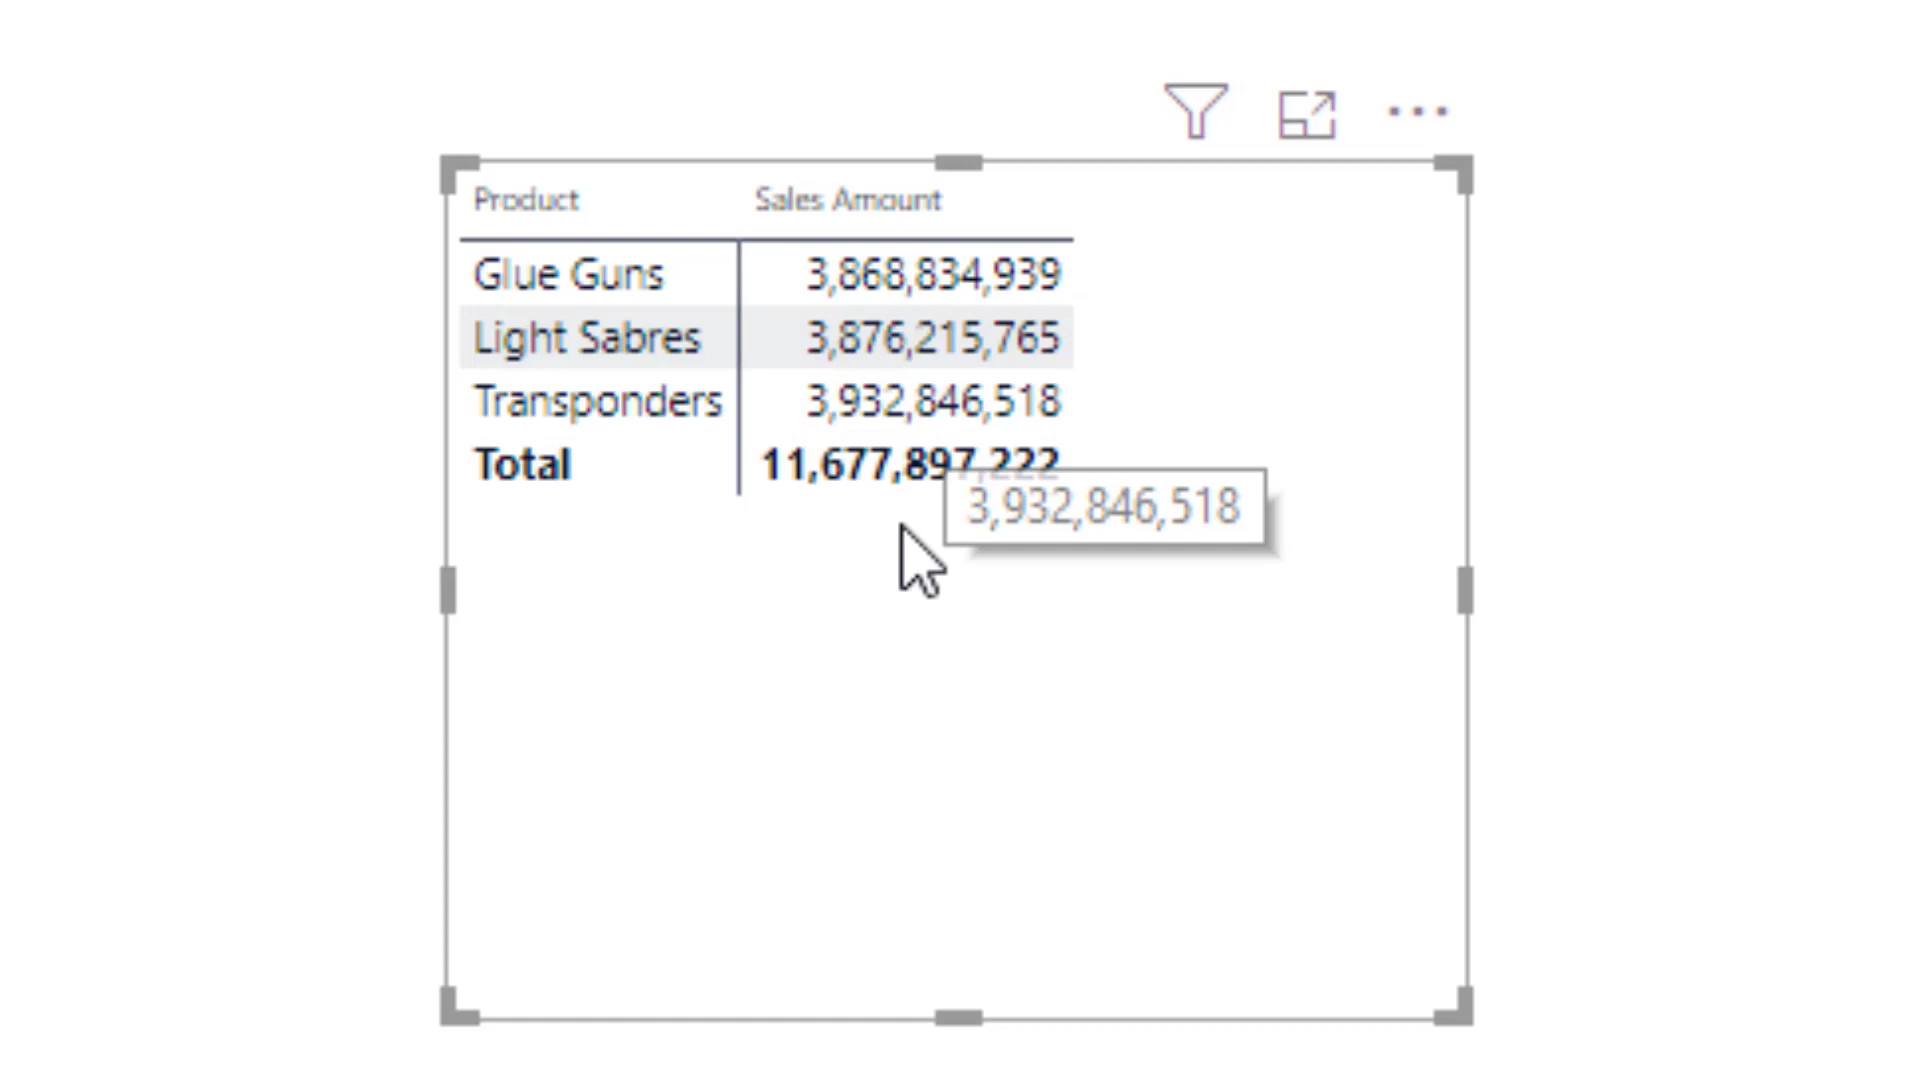 Product Sales Amount
Glue Guns 3,868,834,939
Light Sabres 3,876,215,765
Transponders 3,932,846,518
Total 11,677,897,222
3,932,846,518